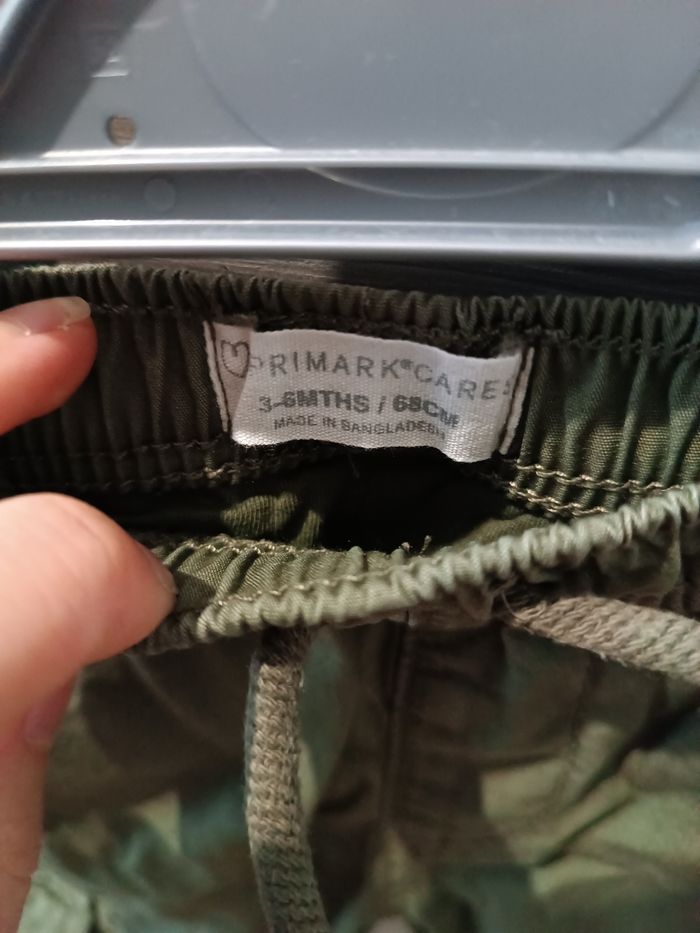 PRIMARK® CARES
3-6MTHS / 68CM
MADE IN BANGLADESH